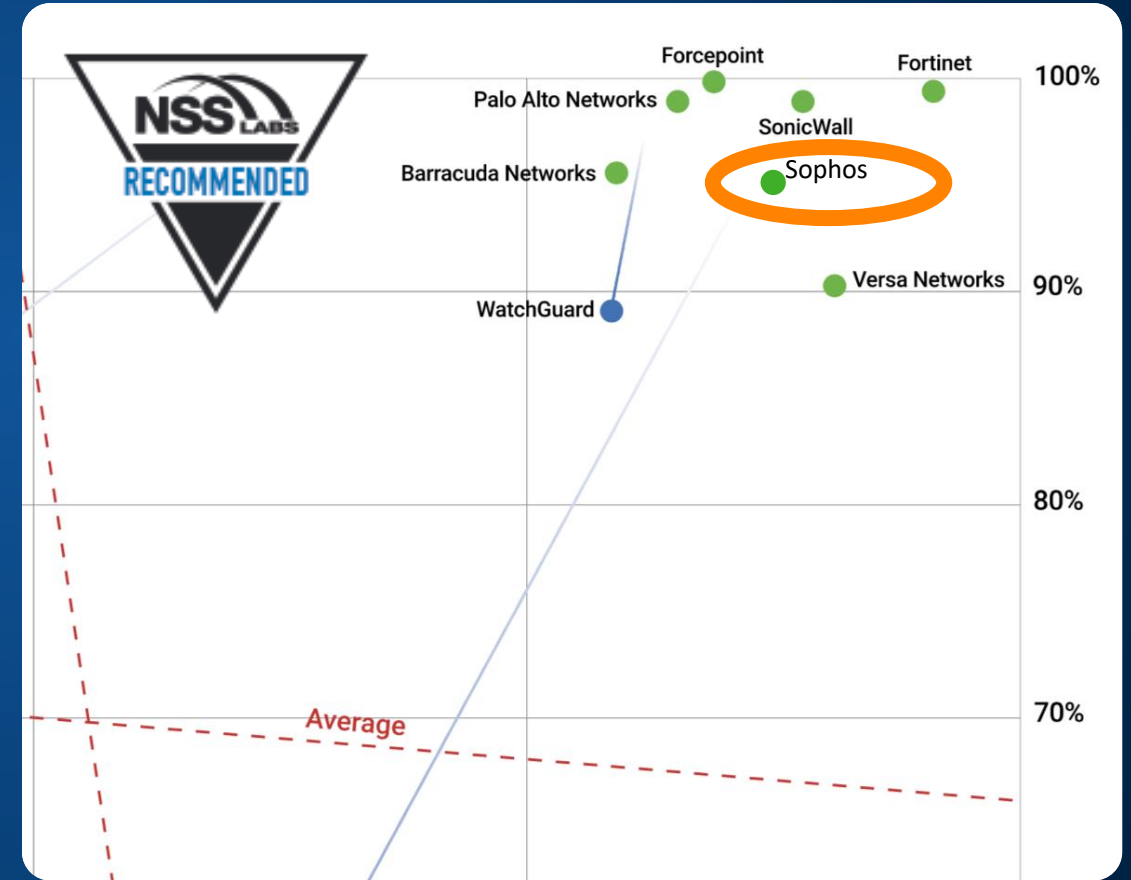 NSS LABS
RECOMMENDED
Forcepoint
Fortinet
100%
Palo Alto Networks
SonicWall
Sophos
Barracuda Networks
Versa Networks
90%
WatchGuard
80%
Average
70%